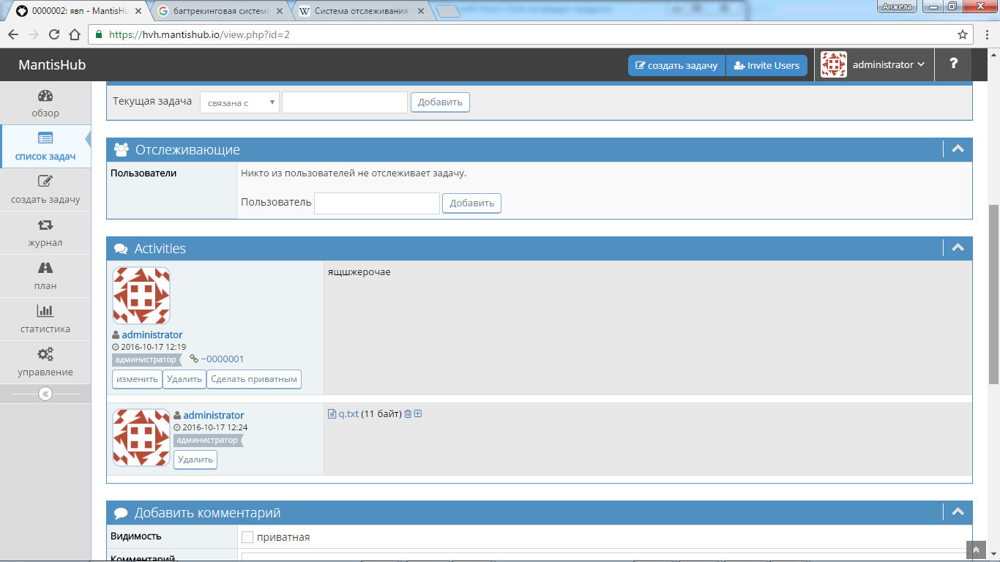 0000002: явп - MantisHu
багтрекинговая система
Система отслеживания
Анжела
https://hvh.mantishub.io/view.php?id=2
MantisHub
создать задачу
Invite Users
administrator
?
обзор
список задач
создать задачу
журнал
план
статистика
управление
Текущая задача связана с Добавить
Отслеживающие
Пользователи
Никто из пользователей не отслеживает задачу.
Пользователь Добавить
Activities
administrator
2016-10-17 12:19
администратор ~0000001
изменить Удалить Сделать приватным
ящшжерочае
administrator
2016-10-17 12:24
администратор
Удалить
q.txt (11 байт)
Добавить комментарий
Видимость приватная
Комментарий